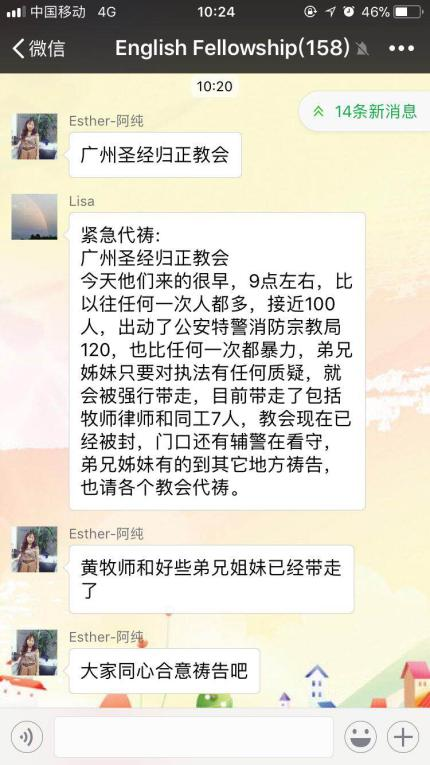 中国移动 4G 10:24 46%
微信 English Fellowship(158)
10:20
14条新消息
Esther-阿纯
广州圣经归正教会
Lisa
紧急代祷:
广州圣经归正教会
今天他们来的很早，9点左右，比
以往任何一次人都多，接近100
人，出动了公安特警消防宗教局
120，也比任何一次都暴力，弟兄
姊妹只要对执法有任何质疑，就
会被强行带走，目前带走了包括
牧师律师和同工7人，教会现在已
经被封，门口还有辅警在看守，
弟兄姊妹有的到其它地方祷告，
也请各个教会代祷。
Esther-阿纯
黄牧师和好些弟兄姐妹已经带走
了
Esther-阿纯
大家同心合意祷告吧